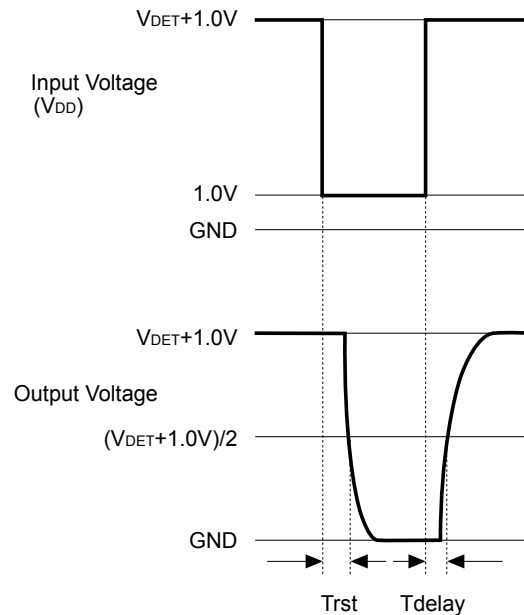 VDET+1.0V
Input Voltage
(VDD)
1.0V
GND
VDET+1.0V
Output Voltage
(VDET+1.0V)/2
GND
Trst Tdelay